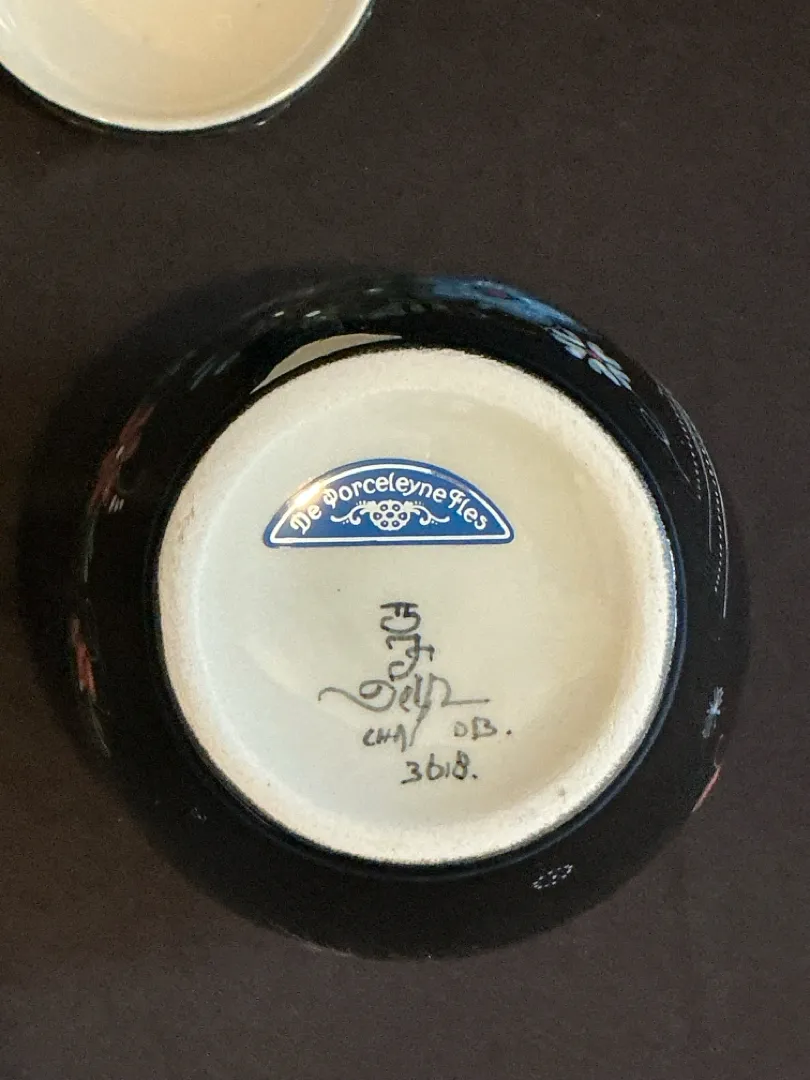 De Porceleyne Fles
Delft
CHA DB.
3618.